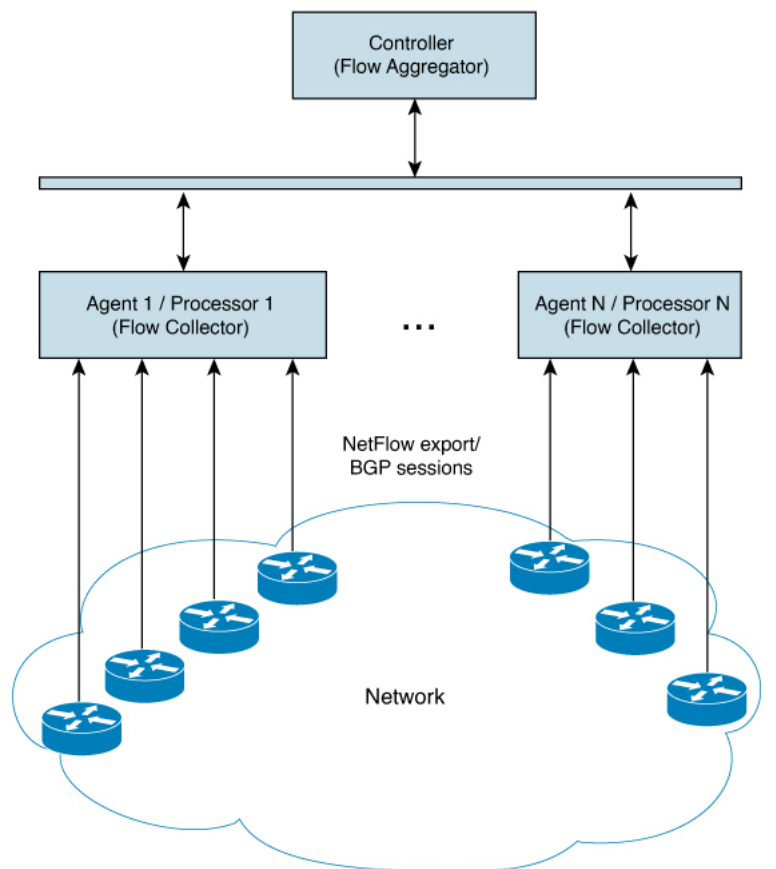 Controller
(Flow Aggregator)
Agent 1 / Processor 1
(Flow Collector)
...
Agent N / Processor N
(Flow Collector)
NetFlow export/
BGP sessions
Network